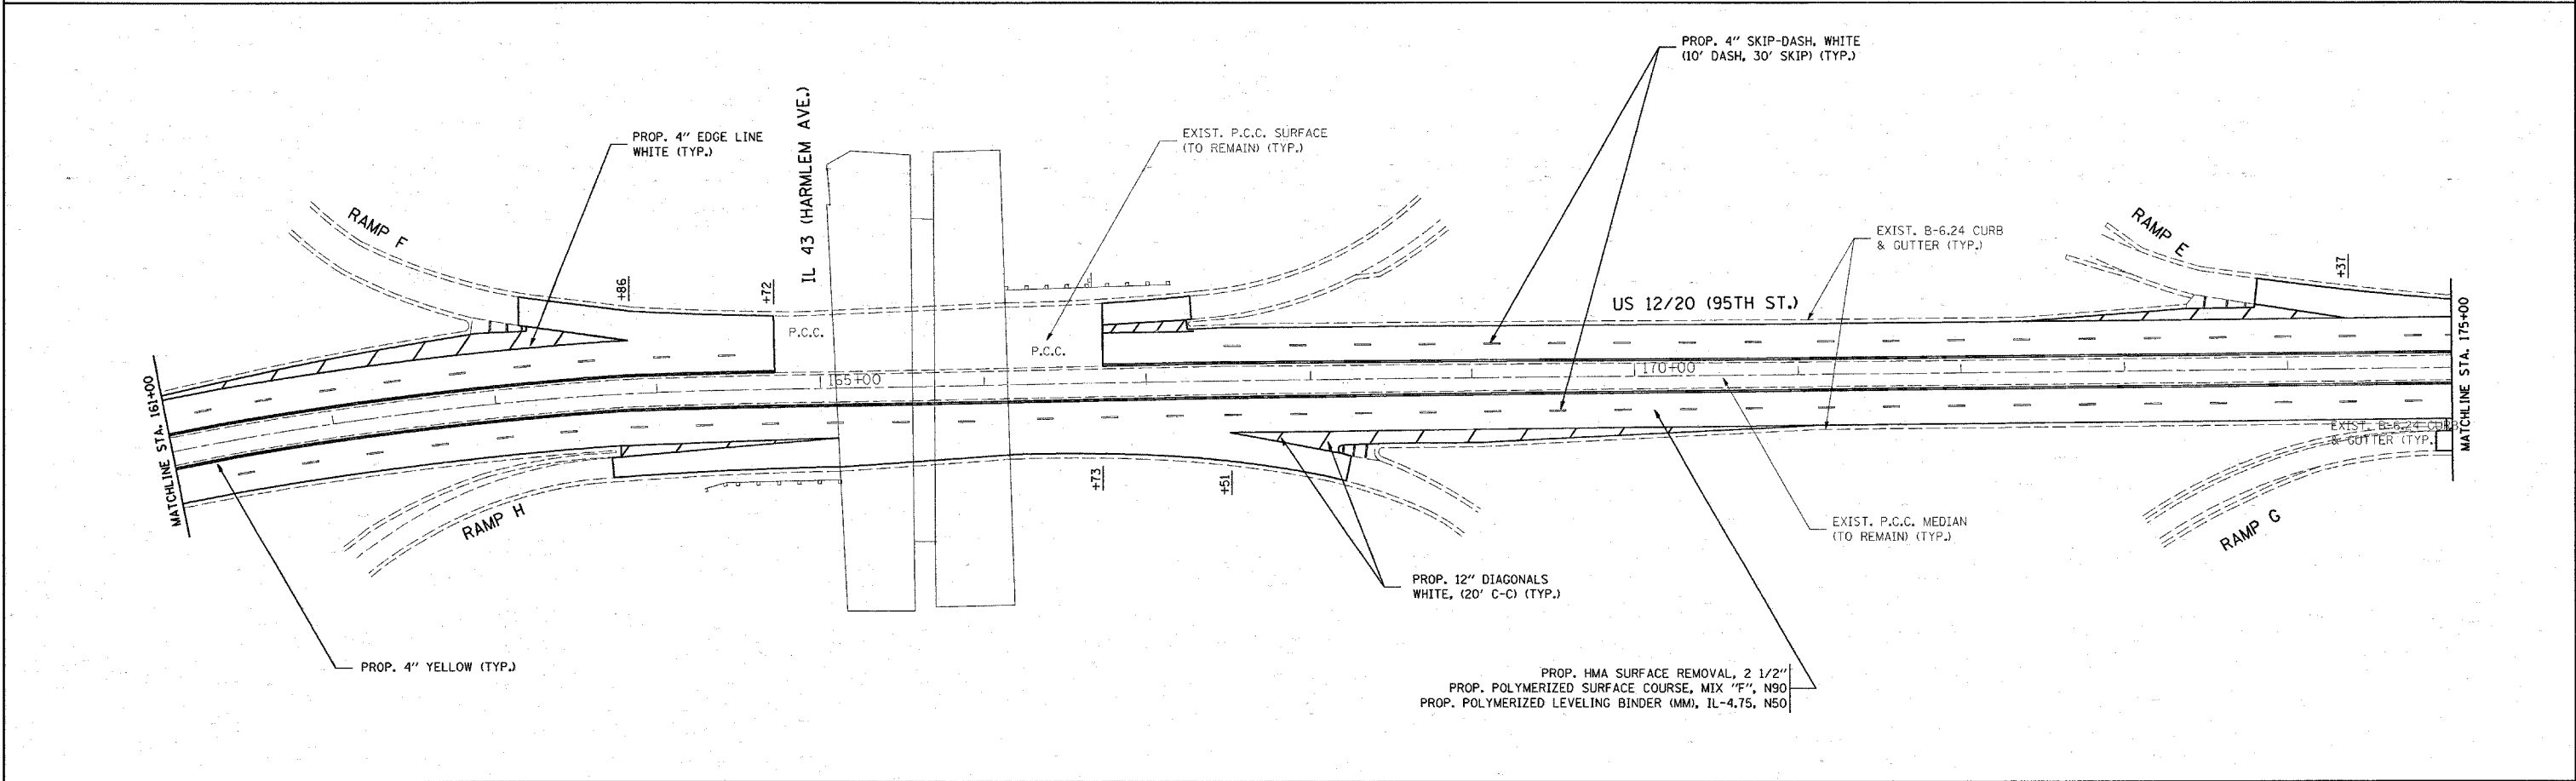 PROP. 4" SKIP-DASH, WHITE
(10' DASH, 30' SKIP) (TYP.)
PROP. 4" EDGE LINE
WHITE (TYP.)
IL 43 (HARMLEM AVE.)
EXIST. P.C.C. SURFACE
(TO REMAIN) (TYP.)
RAMP F
RAMP E
EXIST. B-6.24 CURB
& GUTTER (TYP.)
+86
+72
+37
US 12/20 (95TH ST.)
P.C.C.
P.C.C.
MATCHLINE STA. 161+00
165+00
170+00
MATCHLINE STA. 175+00
EXIST. B-6.24 CURB
& GUTTER (TYP.)
+73
+51
RAMP H
RAMP G
EXIST. P.C.C. MEDIAN
(TO REMAIN) (TYP.)
PROP. 12" DIAGONALS
WHITE, (20' C-C) (TYP.)
PROP. 4" YELLOW (TYP.)
PROP. HMA SURFACE REMOVAL, 2 1/2"
PROP. POLYMERIZED SURFACE COURSE, MIX "F", N90
PROP. POLYMERIZED LEVELING BINDER (MM), IL-4.75, N50